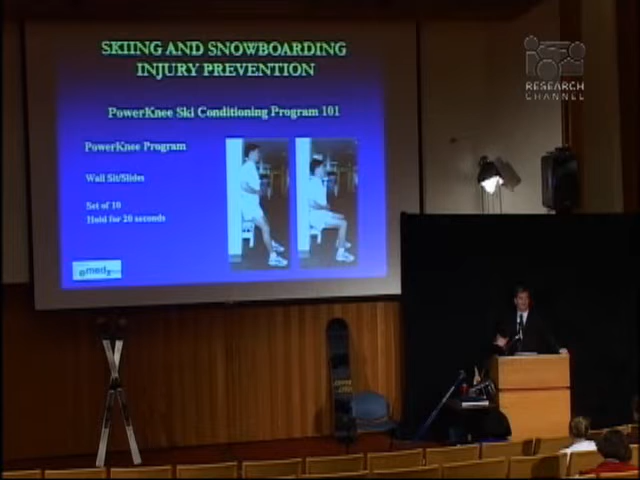 SKIING AND SNOWBOARDING
INJURY PREVENTION
PowerKnee Ski Conditioning Program 101
PowerKnee Program
Wall Sit/Slides
Set of 10
Hold for 20 seconds
RESEARCH
CHANNEL